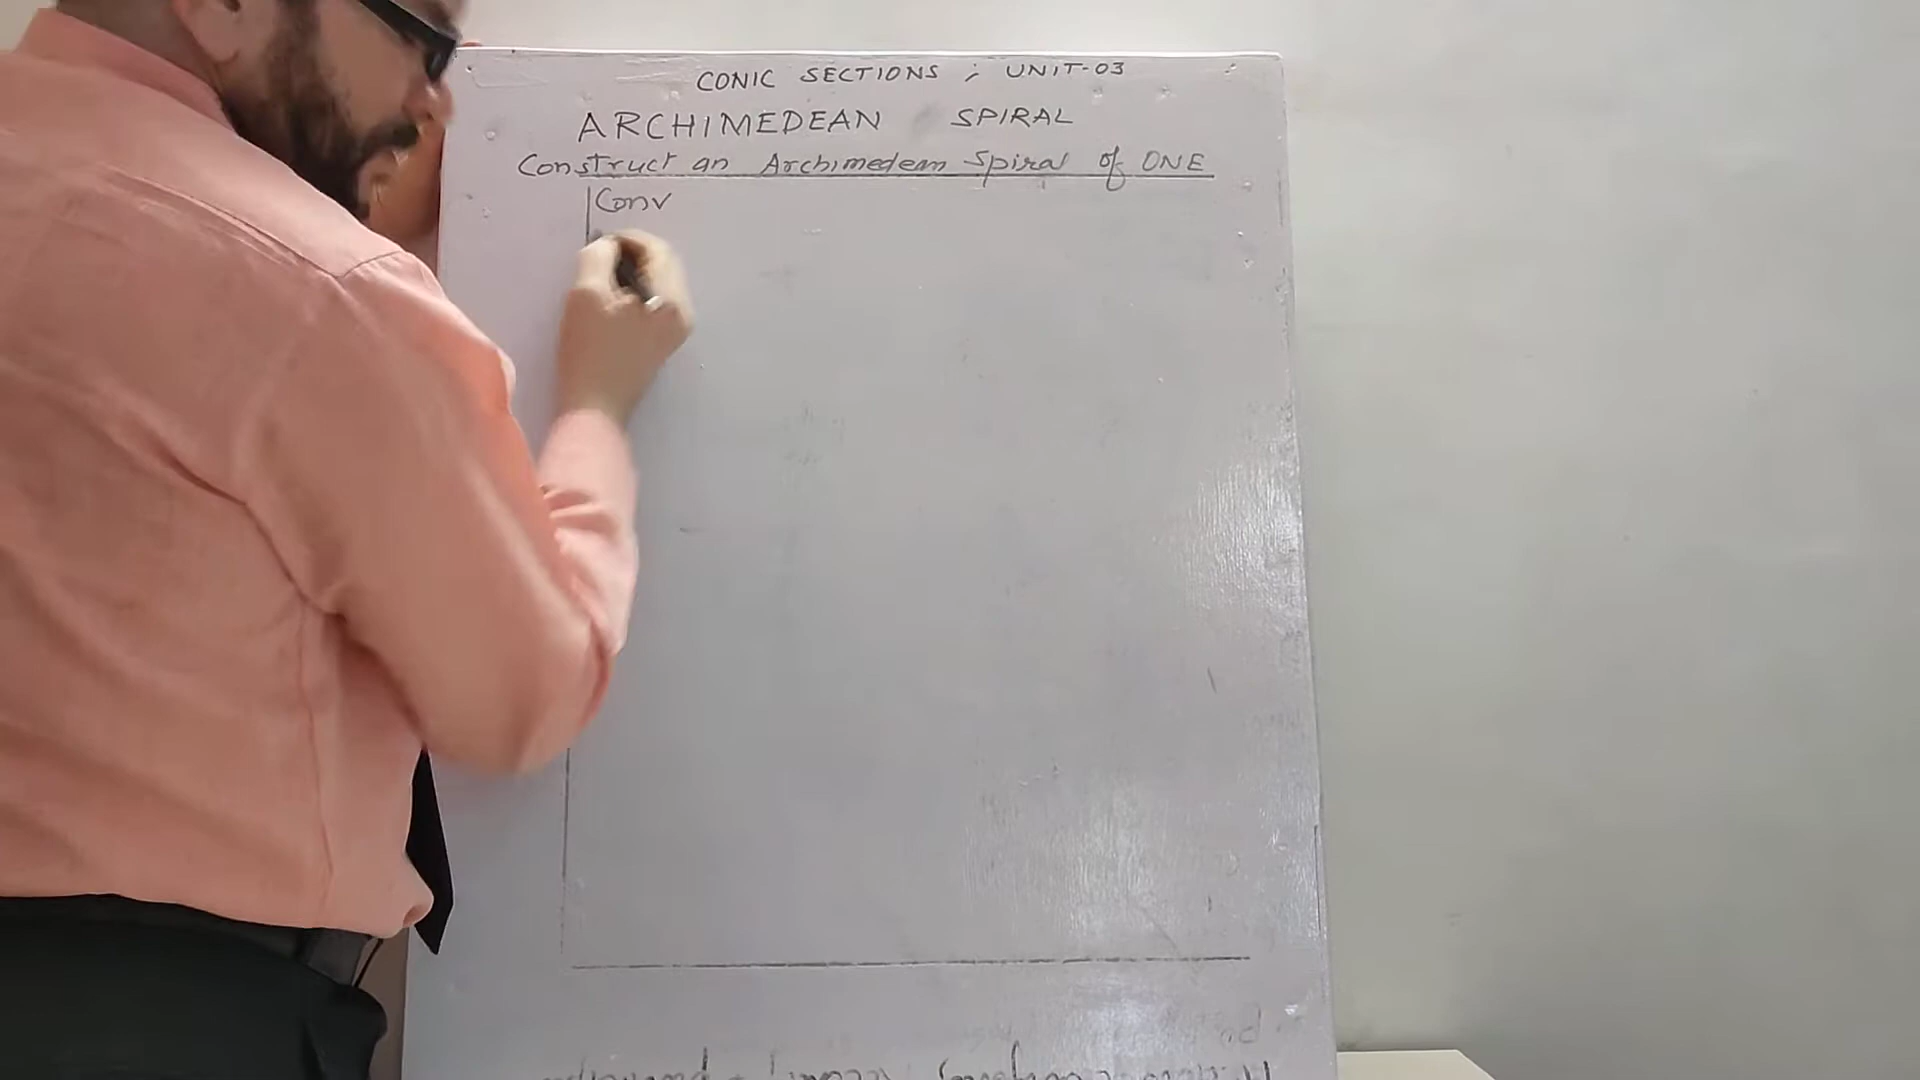 CONIC SECTIONS ; UNIT-03
ARCHIMEDEAN SPIRAL
Construct an Archimedean Spiral of ONE
Conv